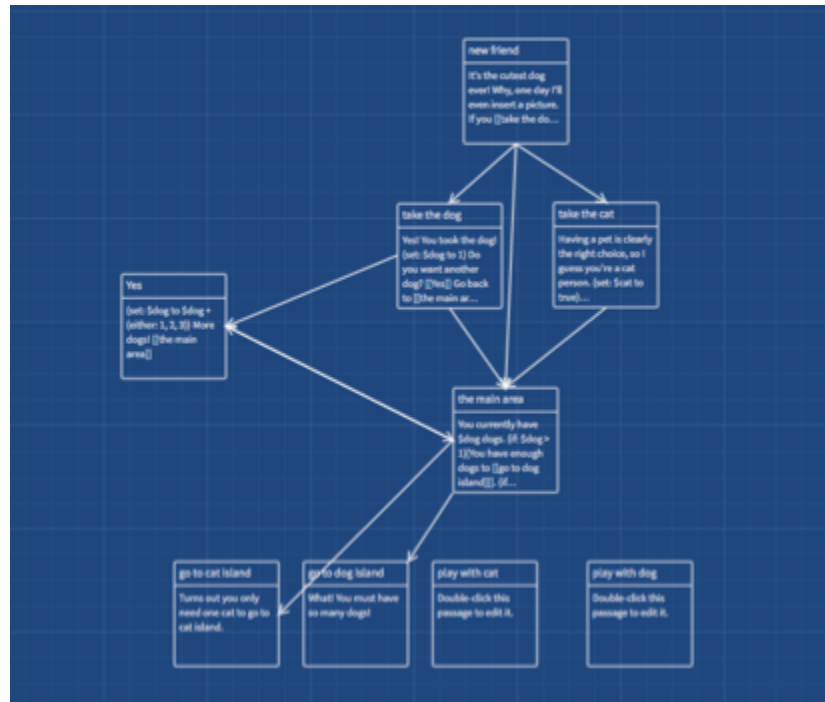 new friend
It's the cutest dog
ever! Why, one day I'll
even insert a picture.
If you [[take the do...
take the dog
Yes! You took the dog!
(set: $dog to 1) Do
you want another
dog? [[Yes]] Go back
to [[the main ar...
take the cat
Having a pet is clearly
the right choice, so I
guess you're a cat
person. (set: $cat to
true)...
Yes
(set: $dog to $dog +
(either: 1, 2, 3)) More
dogs! [[the main
area]]
the main area
You currently have
$dog dogs. (if: $dog >
1)[You have enough
dogs to [[go to dog
island]]]. (if...
go to cat island
Turns out you only
need one cat to go to
cat island.
go to dog island
What! You must have
so many dogs!
play with cat
Double-click this
passage to edit it.
play with dog
Double-click this
passage to edit it.